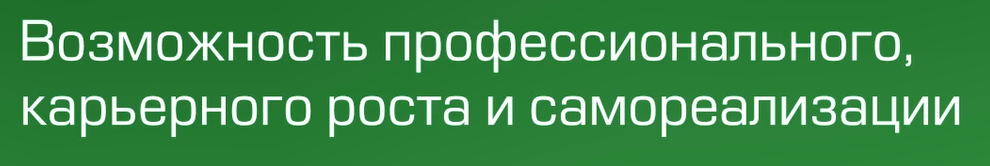 Возможность профессионального,
карьерного роста и самореализации